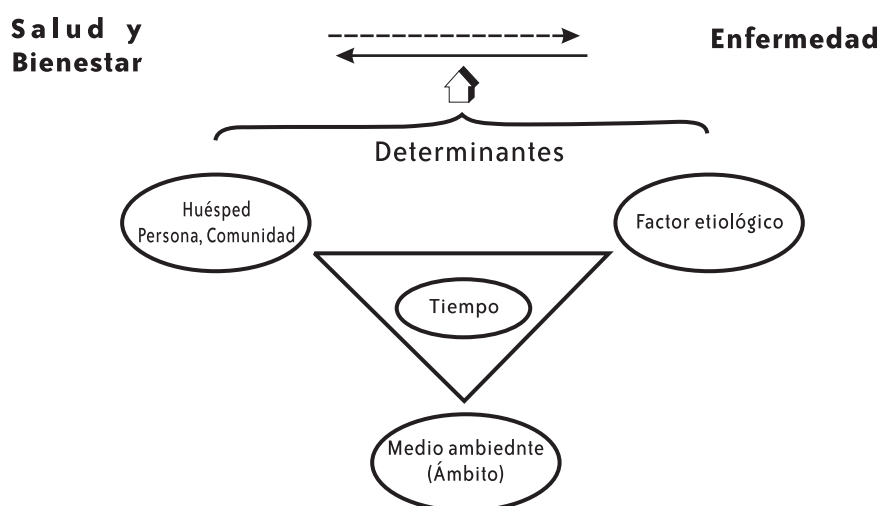 Salud y
Bienestar
Enfermedad
Determinantes
Huésped
Persona, Comunidad
Factor etiológico
Tiempo
Medio ambiednte
(Ámbito)